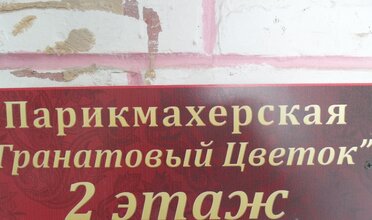 Парикмахерская
Гранатовый Цветок”
2 этаж